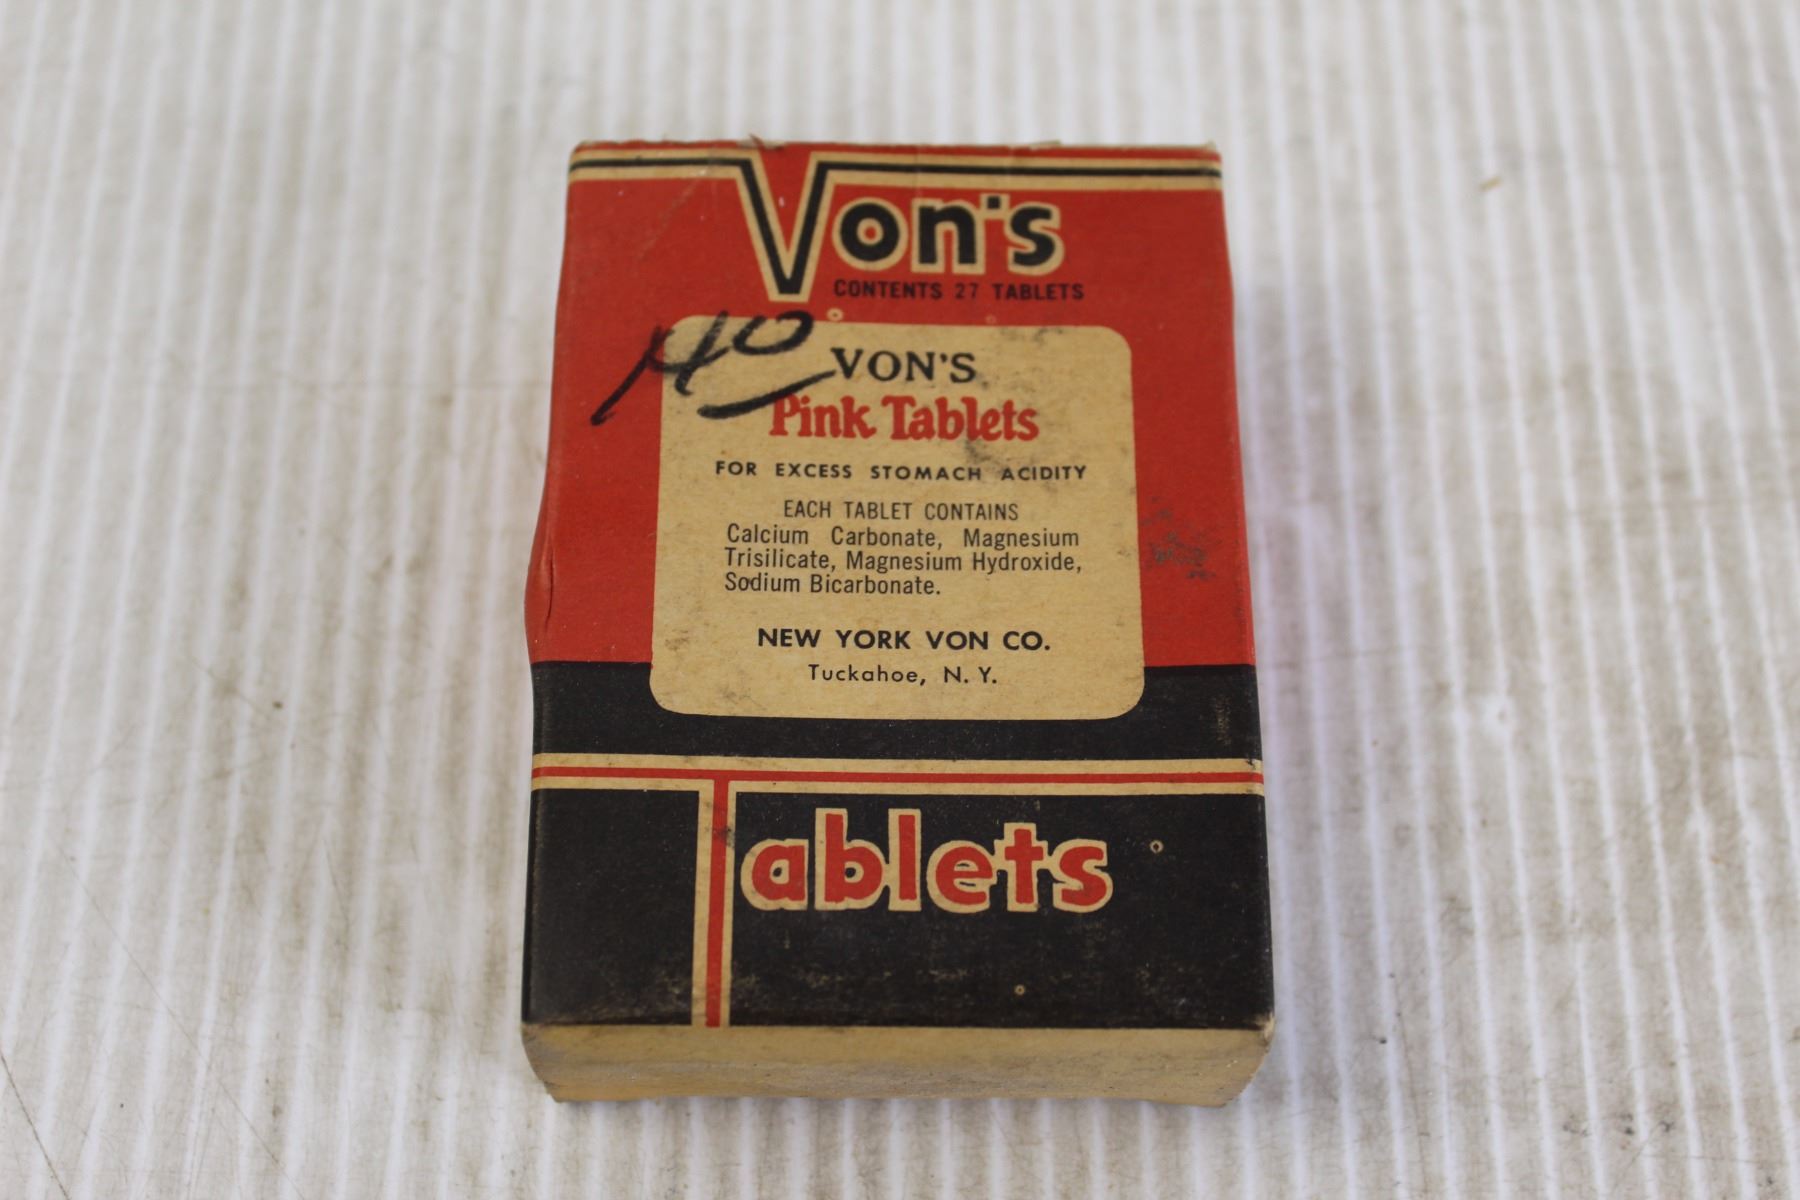 Von's
CONTENTS 27 TABLETS
VON'S
Pink Tablets
FOR EXCESS STOMACH ACIDITY
EACH TABLET CONTAINS
Calcium Carbonate, Magnesium
Trisilicate, Magnesium Hydroxide,
Sodium Bicarbonate.
NEW YORK VON CO.
Tuckahoe, N. Y.
Tablets